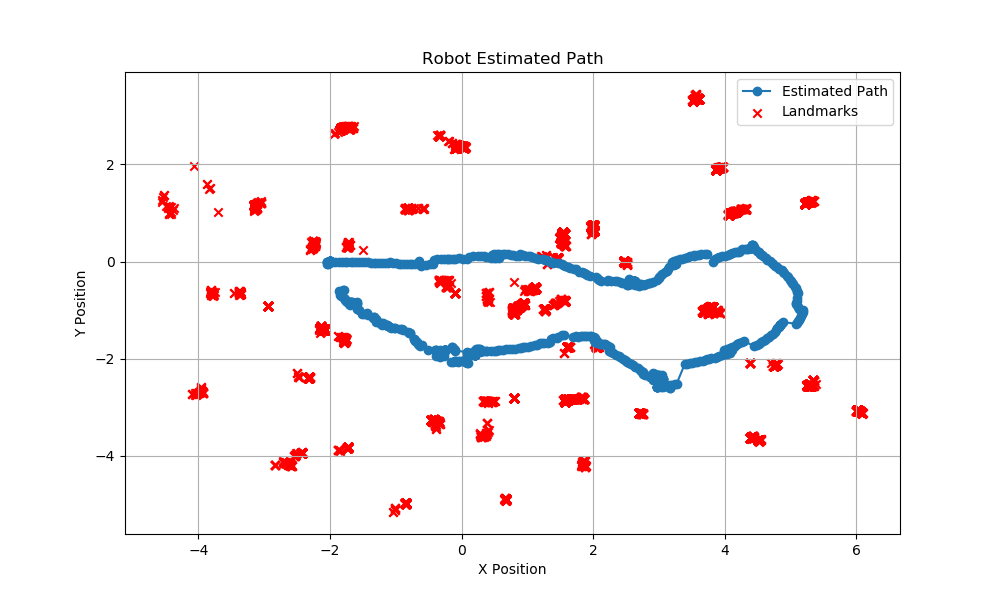 Robot Estimated Path
Estimated Path
Landmarks
2
0
−2
−4
Y Position
−4
−2
0
2
4
6
X Position